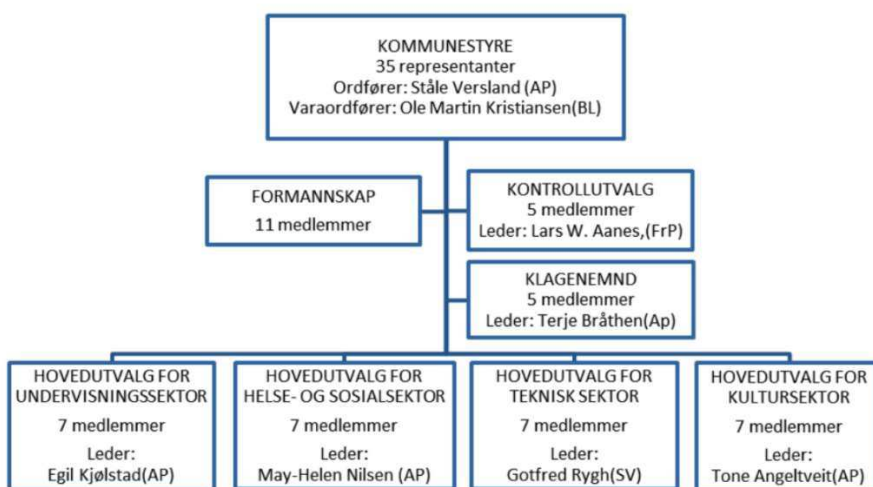 KOMMUNESTYRE
35 representanter
Ordfører: Ståle Versland (AP)
Varaordfører: Ole Martin Kristiansen(BL)
FORMANNSKAP
11 medlemmer
KONTROLLUTVALG
5 medlemmer
Leder: Lars W. Aanes,(FrP)
KLAGENEMND
5 medlemmer
Leder: Terje Bråthen(Ap)
HOVEDUTVALG FOR
UNDERVISNINGSSEKTOR
7 medlemmer
Leder:
Egil Kjølstad(AP)
HOVEDUTVALG FOR
HELSE- OG SOSIALSEKTOR
7 medlemmer
Leder:
May-Helen Nilsen (AP)
HOVEDUTVALG FOR
TEKNISK SEKTOR
7 medlemmer
Leder:
Gotfred Rygh(SV)
HOVEDUTVALG FOR
KULTURSEKTOR
7 medlemmer
Leder:
Tone Angeltveit(AP)